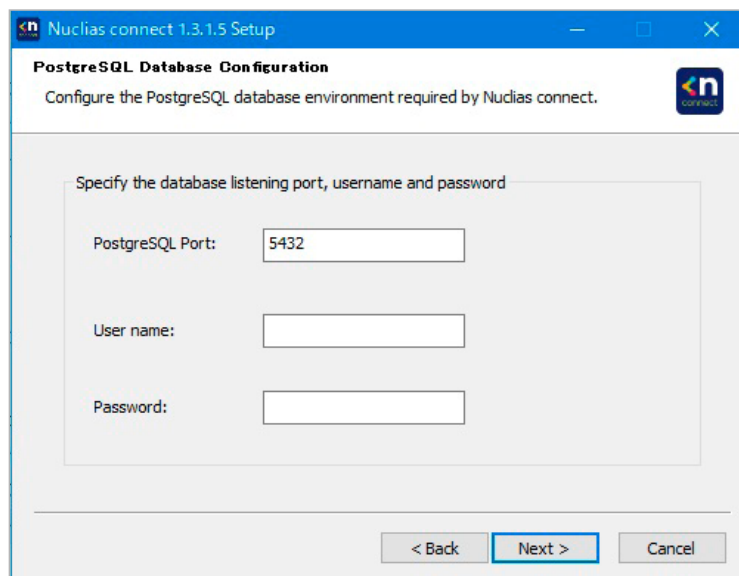 Nuclias connect 1.3.1.5 Setup
PostgreSQL Database Configuration
Configure the PostgreSQL database environment required by Nuclias connect.
n
connect
Specify the database listening port, username and password
PostgreSQL Port:
5432
User name:
Password:
< Back
Next >
Cancel